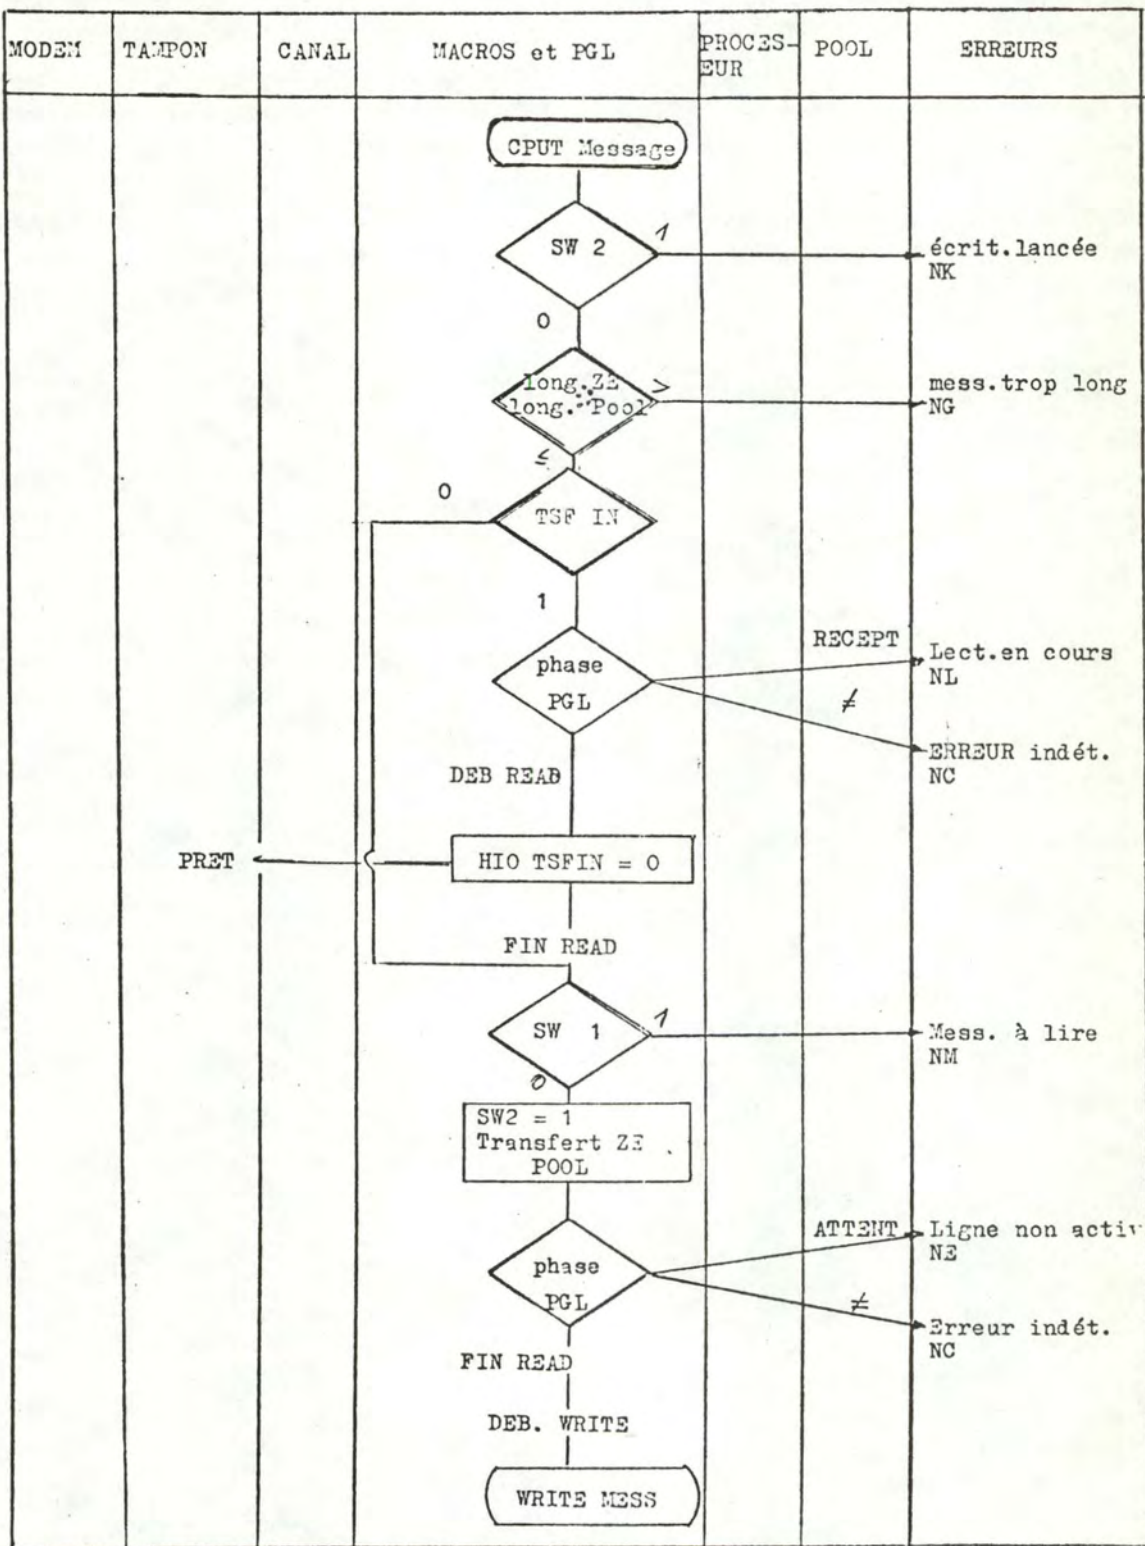 MODEM TAMPON CANAL MACROS et PGL PROCES- POOL ERREURS
EUR
CPUT Message
SW 2
1
écrit.lancée
NK
0
long.ZE
long. Pool
>
mess.trop long
NG
≤
0
TSF IN
1
phase
PGL
RECEPT
Lect.en cours
NL
≠
ERREUR indét.
NC
DEB READ
PRET
HIO TSFIN = 0
FIN READ
SW 1
1
Mess. à lire
NM
0
SW2 = 1
Transfert ZE
POOL
phase
PGL
ATTENT
Ligne non activ
NE
≠
Erreur indét.
NC
FIN READ
DEB. WRITE
WRITE MESS